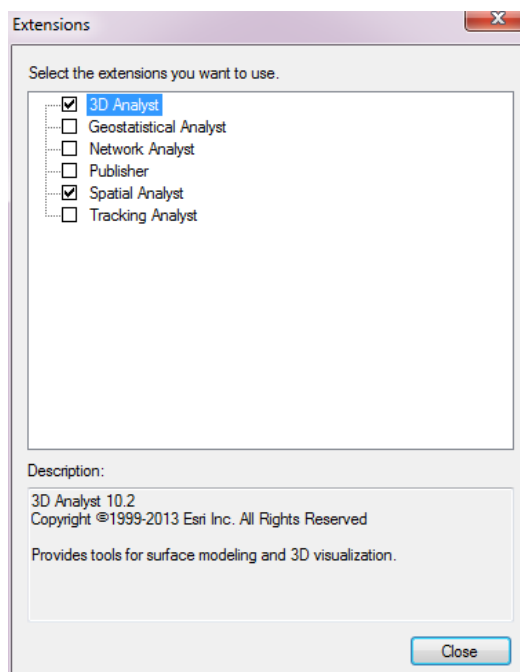 Extensions
Select the extensions you want to use.
3D Analyst
Geostatistical Analyst
Network Analyst
Publisher
Spatial Analyst
Tracking Analyst
Description:
3D Analyst 10.2
Copyright ©1999-2013 Esri Inc. All Rights Reserved
Provides tools for surface modeling and 3D visualization.
Close